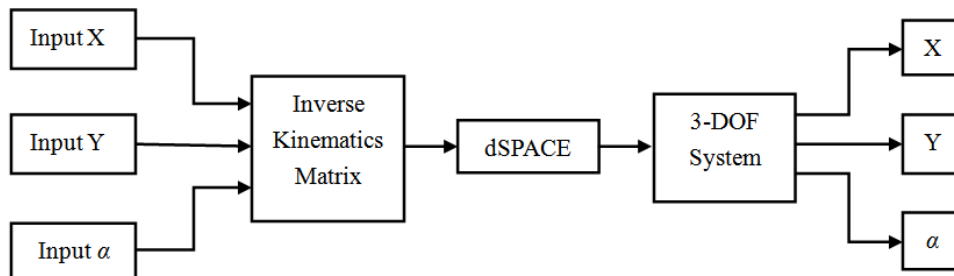 Input X
Input Y
Input α
Inverse
Kinematics
Matrix
dSPACE
3-DOF
System
X
Y
α